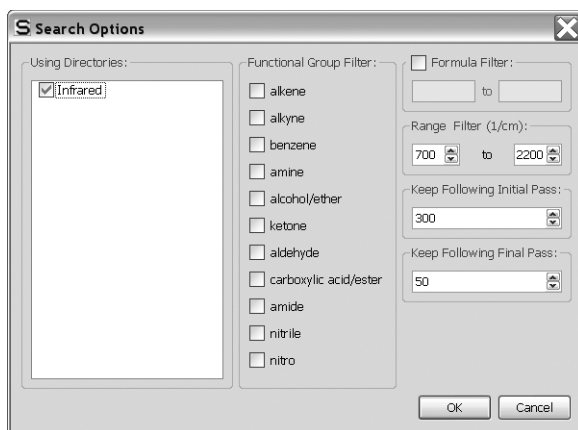 S Search Options
Using Directories:
Infrared
Functional Group Filter:
alkene
alkyne
benzene
amine
alcohol/ether
ketone
aldehyde
carboxylic acid/ester
amide
nitrile
nitro
Formula Filter:
to
Range Filter (1/cm):
700 to 2200
Keep Following Initial Pass:
300
Keep Following Final Pass:
50
OK Cancel